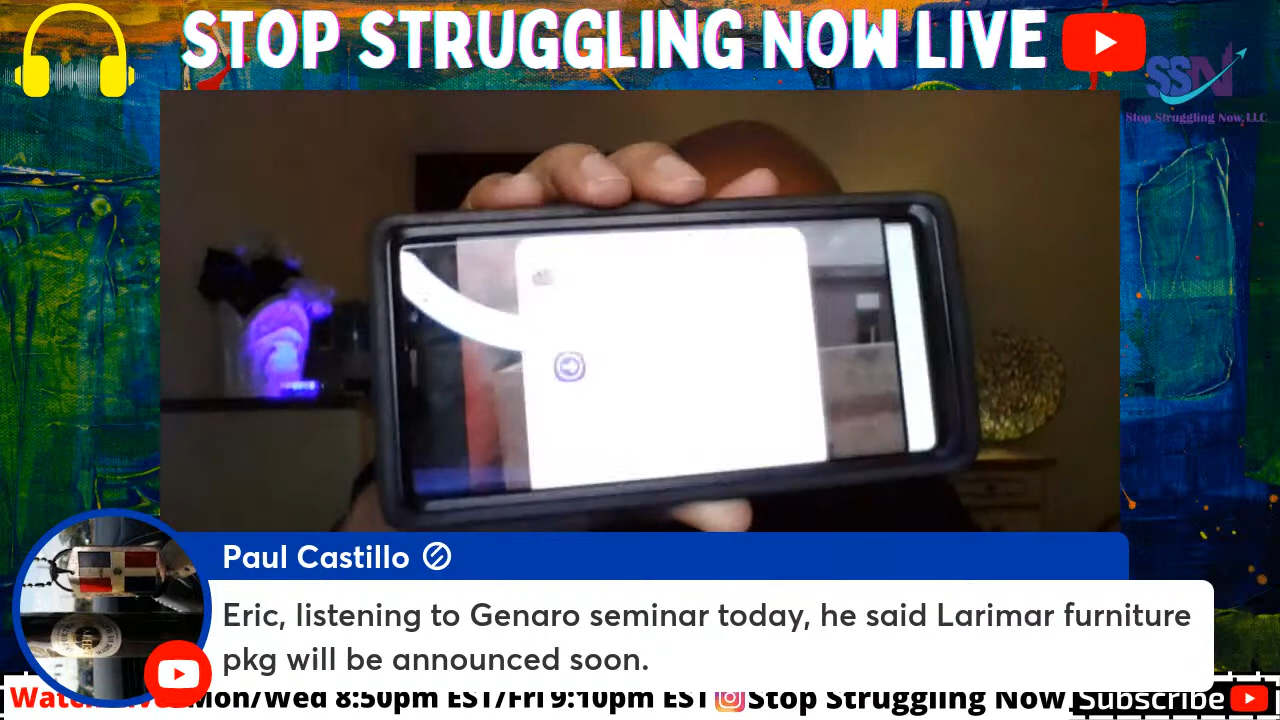 STOP STRUGGLING NOW LIVE
SSN
Stop Struggling Now, LLC
Paul Castillo
Eric, listening to Genaro seminar today, he said Larimar furniture
pkg will be announced soon.
Mon/Wed 8:50pm EST/Fri 9:10pm EST Stop Struggling Now, Subscribe